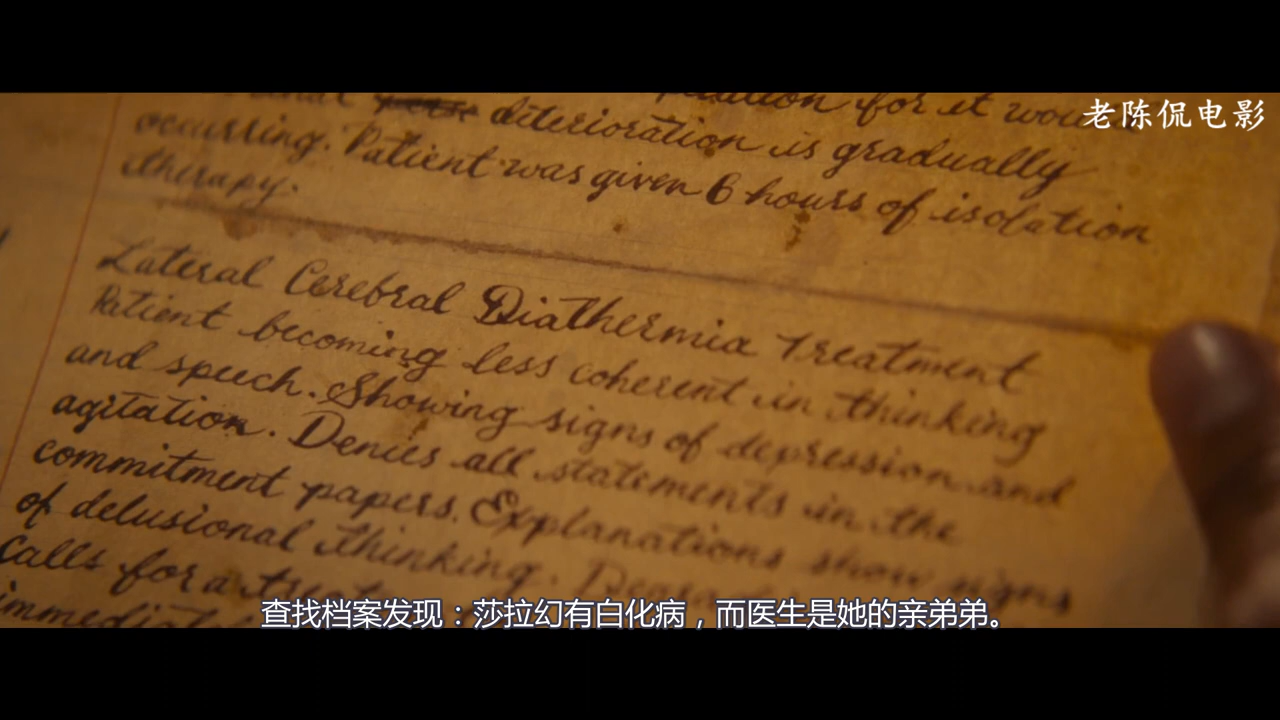 老陈侃电影
deterioration is gradually
occurring. Patient was given 6 hours of isolation
therapy.
Lateral Cerebral Diathermia Treatment
Patient becoming less coherent in thinking
and speech. Showing signs of depression and
agitation. Denies all statements in the
commitment papers. Explanations show signs
of delusional thinking.
Calls for a
查找档案发现：莎拉幻有白化病，而医生是她的亲弟弟。